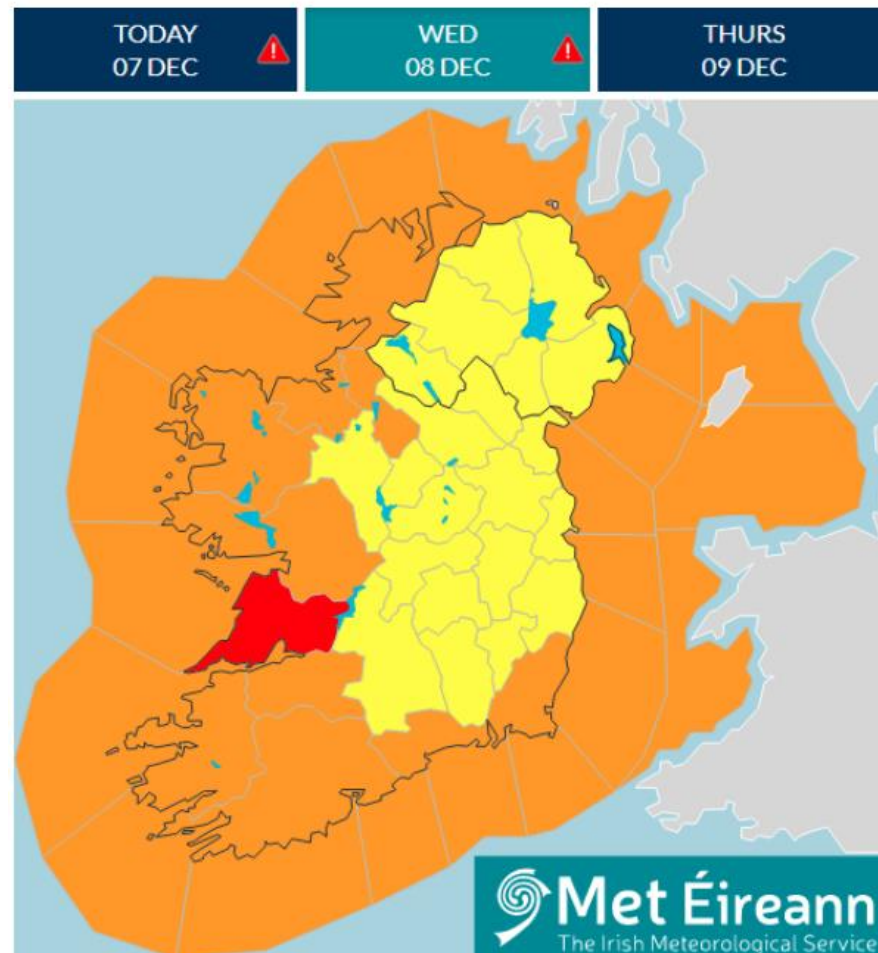 TODAY
07 DEC
WED
08 DEC
THURS
09 DEC
Met Éireann
The Irish Meteorological Service